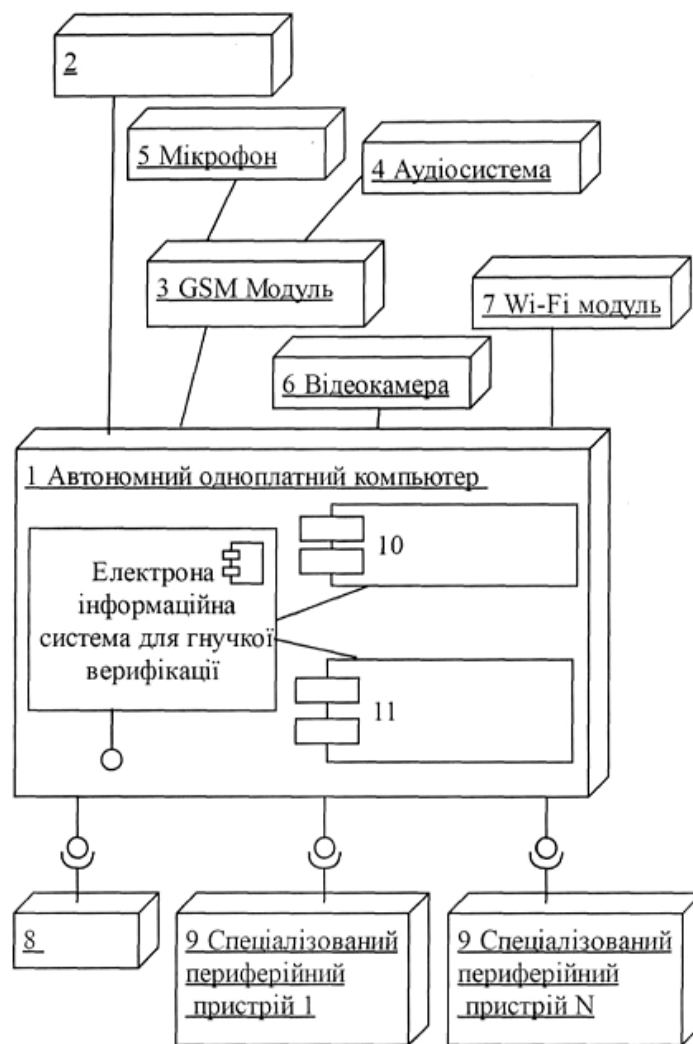 2
5 Мікрофон
4 Аудіосистема
3 GSM Модуль
7 Wi-Fi модуль
6 Відеокамера
1 Автономний одноплатний компьютер
10
Електрона
інформаційна
система для гнучкої
верифікації
11
8
9 Спеціалізований
периферійний
пристрій 1
9 Спеціалізований
периферійний
пристрій N